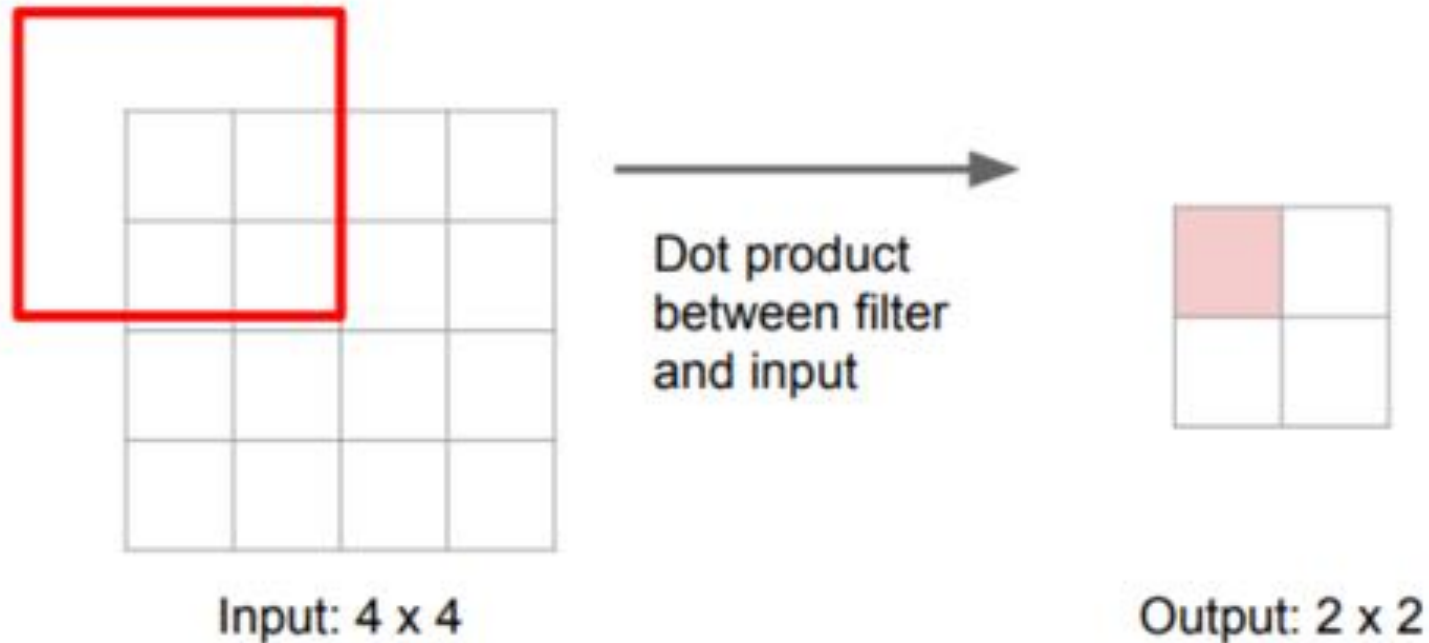 Dot product
between filter
and input
Input: 4 x 4
Output: 2 x 2